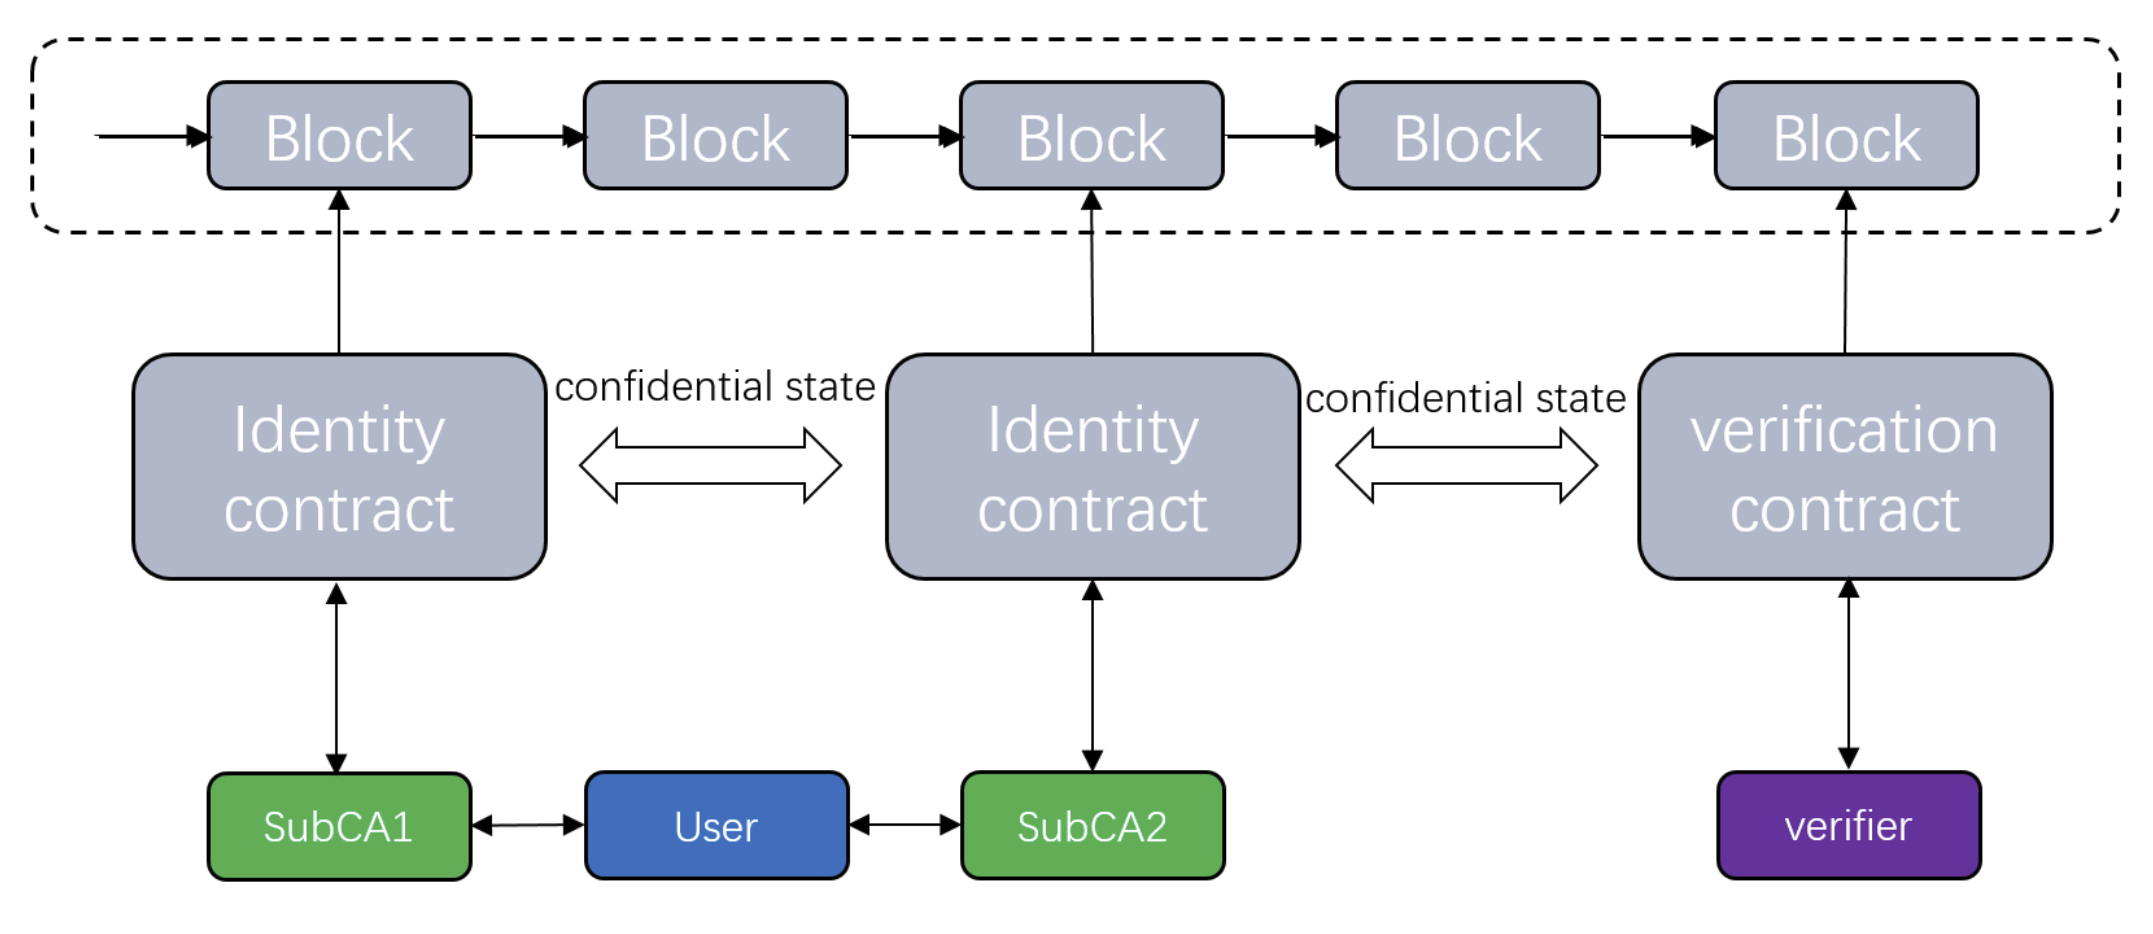 Block
Block
Block
Block
Block
confidential state
confidential state
Identity
contract
Identity
contract
verification
contract
SubCA1
User
SubCA2
verifier